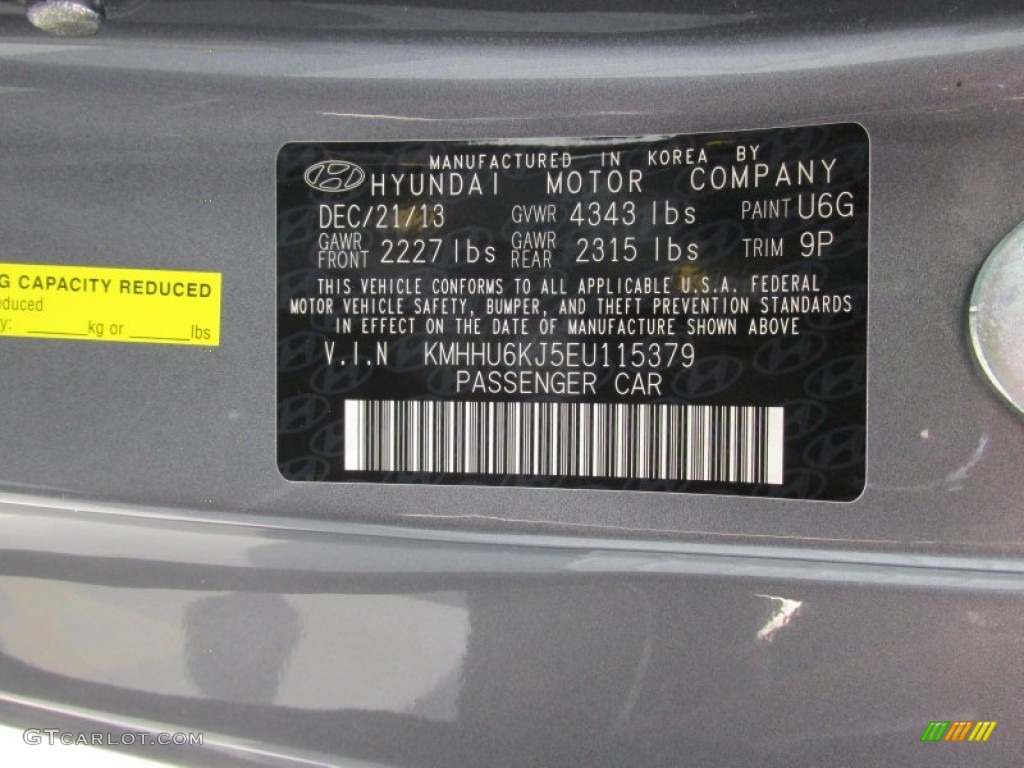 MANUFACTURED IN KOREA BY
HYUNDAI MOTOR COMPANY
DEC/21/13 GVWR 4343 lbs PAINT U6G
GAWR FRONT 2227 lbs GAWR REAR 2315 lbs TRIM 9P
THIS VEHICLE CONFORMS TO ALL APPLICABLE U.S.A. FEDERAL
MOTOR VEHICLE SAFETY, BUMPER, AND THEFT PREVENTION STANDARDS
IN EFFECT ON THE DATE OF MANUFACTURE SHOWN ABOVE
V.I.N KMHHU6KJ5EU115379
PASSENGER CAR
G CAPACITY REDUCED
educed
y: ______kg or ______lbs
GTCARLOT.COM